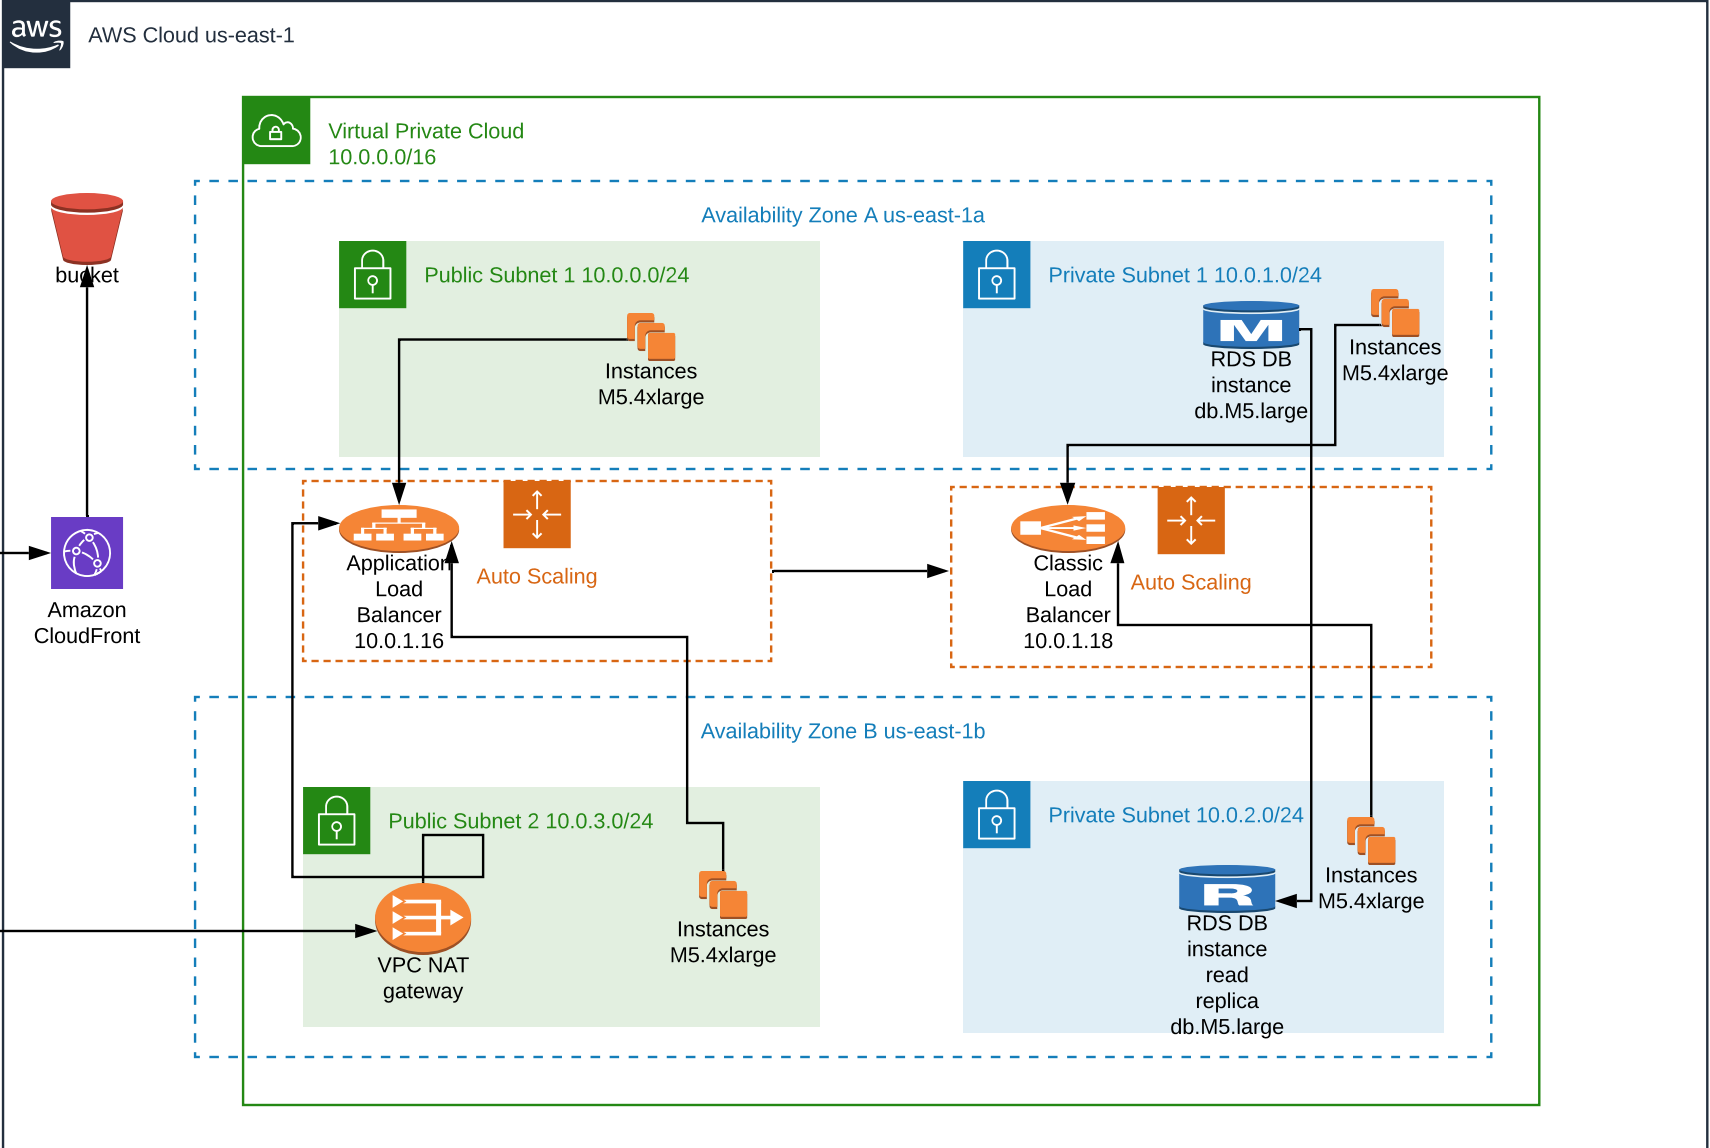 aws
AWS Cloud us-east-1
Virtual Private Cloud
10.0.0.0/16
Availability Zone A us-east-1a
Public Subnet 1 10.0.0.0/24
Instances
M5.4xlarge
Private Subnet 1 10.0.1.0/24
M
RDS DB
instance
db.M5.large
Instances
M5.4xlarge
bucket
Amazon
CloudFront
Application
Load
Balancer
10.0.1.16
Auto Scaling
Classic
Load
Balancer
10.0.1.18
Auto Scaling
Availability Zone B us-east-1b
Public Subnet 2 10.0.3.0/24
VPC NAT
gateway
Instances
M5.4xlarge
Private Subnet 10.0.2.0/24
R
RDS DB
instance
read
replica
db.M5.large
Instances
M5.4xlarge